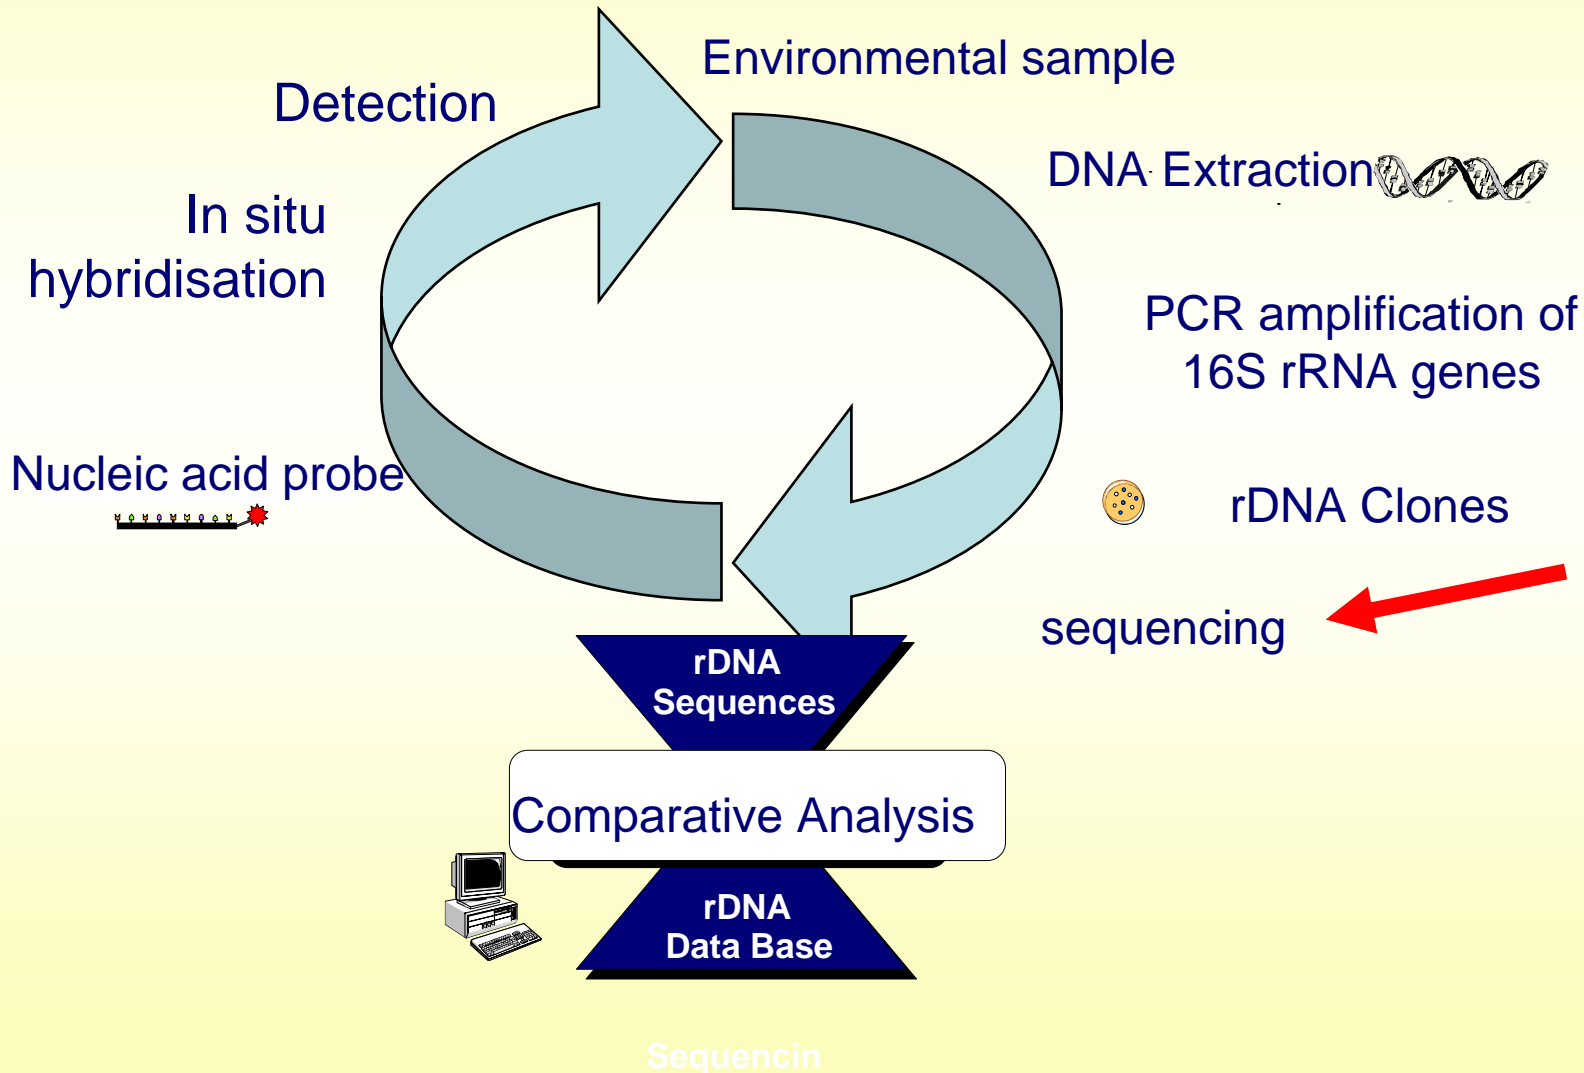 Environmental sample
Detection
DNA Extraction
In situ
hybridisation
PCR amplification of
16S rRNA genes
Nucleic acid probe
rDNA Clones
sequencing
rDNA
Sequences
Comparative Analysis
rDNA
Data Base
Sequencin